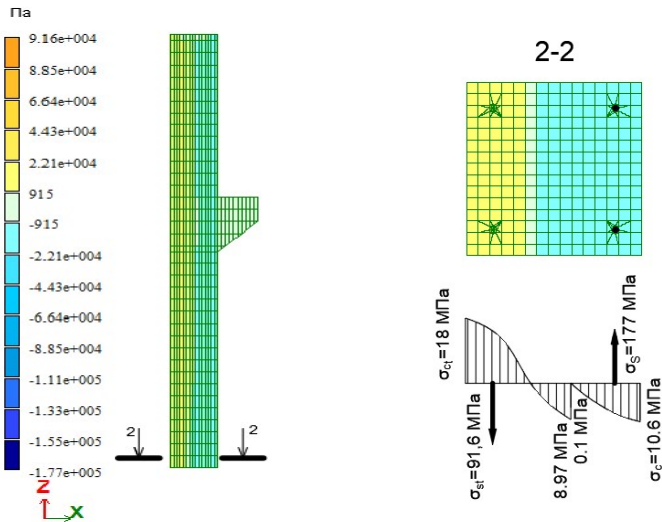 Па
9.16e+004
8.85e+004
6.64e+004
4.43e+004
2.21e+004
915
-915
-2.21e+004
-4.43e+004
-6.64e+004
-8.85e+004
-1.11e+005
-1.33e+005
-1.55e+005
-1.77e+005
2 2
Z
X
2-2
σct=18 МПа
σst=91,6 МПа
8.97 МПа
0.1 МПа
σS=177 МПа
σc=10.6 МПа